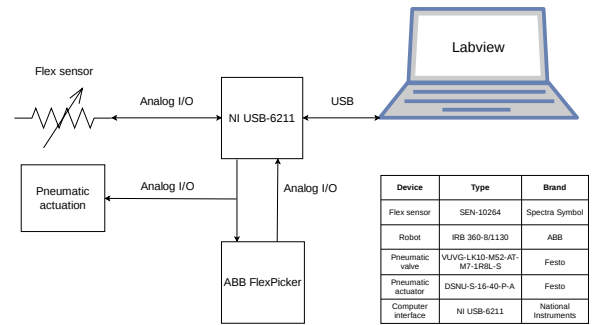 Labview
Flex sensor
Analog I/O
NI USB-6211
USB
Pneumatic
actuation
Analog I/O
Analog I/O
ABB FlexPicker
Device Type Brand
Flex sensor SEN-10264 Spectra Symbol
Robot IRB 360-8/1130 ABB
Pneumatic
valve
VUVG-LK10-M52-AT-
M7-1R8L-S
Festo
Pneumatic
actuator
DSNU-S-16-40-P-A
Festo
Computer
interface
NI USB-6211
National
Instruments